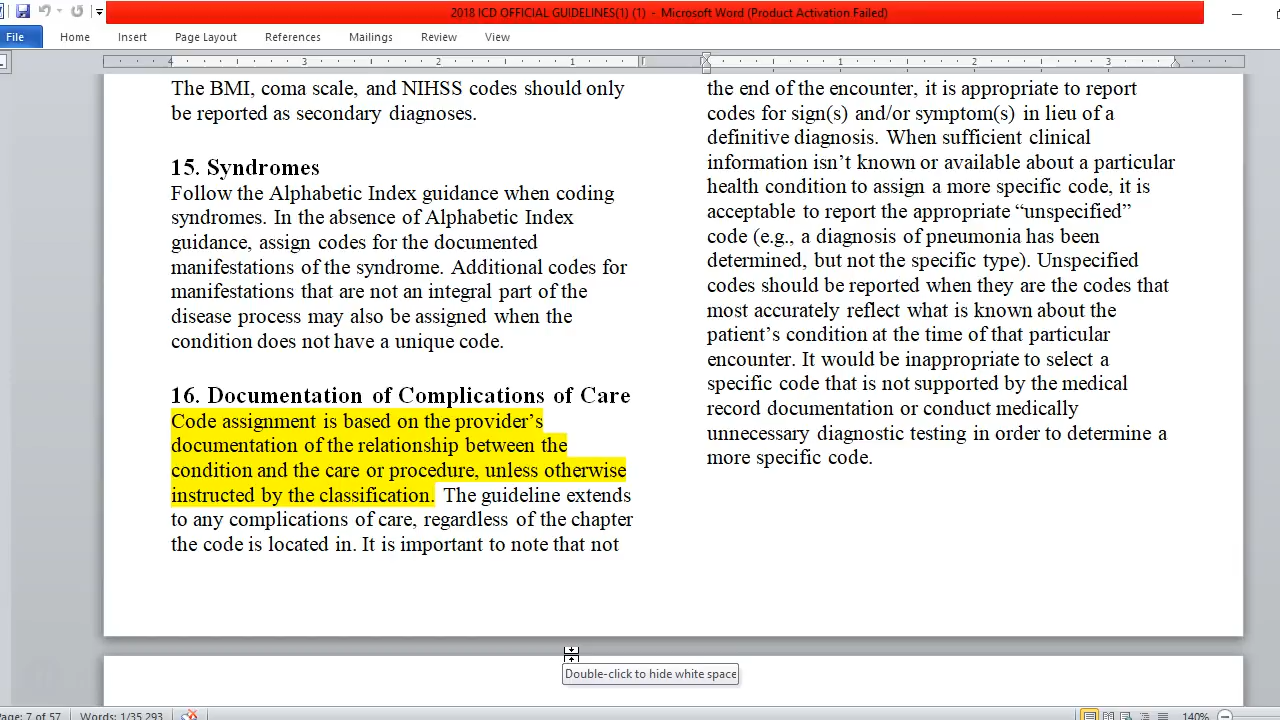 2018 ICD OFFICIAL GUIDELINES(1) (1) - Microsoft Word (Product Activation Failed)
File Home Insert Page Layout References Mailings Review View
4 3 2 1 1 2 3
The BMI, coma scale, and NIHSS codes should only
be reported as secondary diagnoses.
15. Syndromes
Follow the Alphabetic Index guidance when coding
syndromes. In the absence of Alphabetic Index
guidance, assign codes for the documented
manifestations of the syndrome. Additional codes for
manifestations that are not an integral part of the
disease process may also be assigned when the
condition does not have a unique code.
16. Documentation of Complications of Care
Code assignment is based on the provider’s
documentation of the relationship between the
condition and the care or procedure, unless otherwise
instructed by the classification. The guideline extends
to any complications of care, regardless of the chapter
the code is located in. It is important to note that not
the end of the encounter, it is appropriate to report
codes for sign(s) and/or symptom(s) in lieu of a
definitive diagnosis. When sufficient clinical
information isn’t known or available about a particular
health condition to assign a more specific code, it is
acceptable to report the appropriate “unspecified”
code (e.g., a diagnosis of pneumonia has been
determined, but not the specific type). Unspecified
codes should be reported when they are the codes that
most accurately reflect what is known about the
patient’s condition at the time of that particular
encounter. It would be inappropriate to select a
specific code that is not supported by the medical
record documentation or conduct medically
unnecessary diagnostic testing in order to determine a
more specific code.
Double-click to hide white space
Page: 7 of 57 Words: 1/35,293 140%